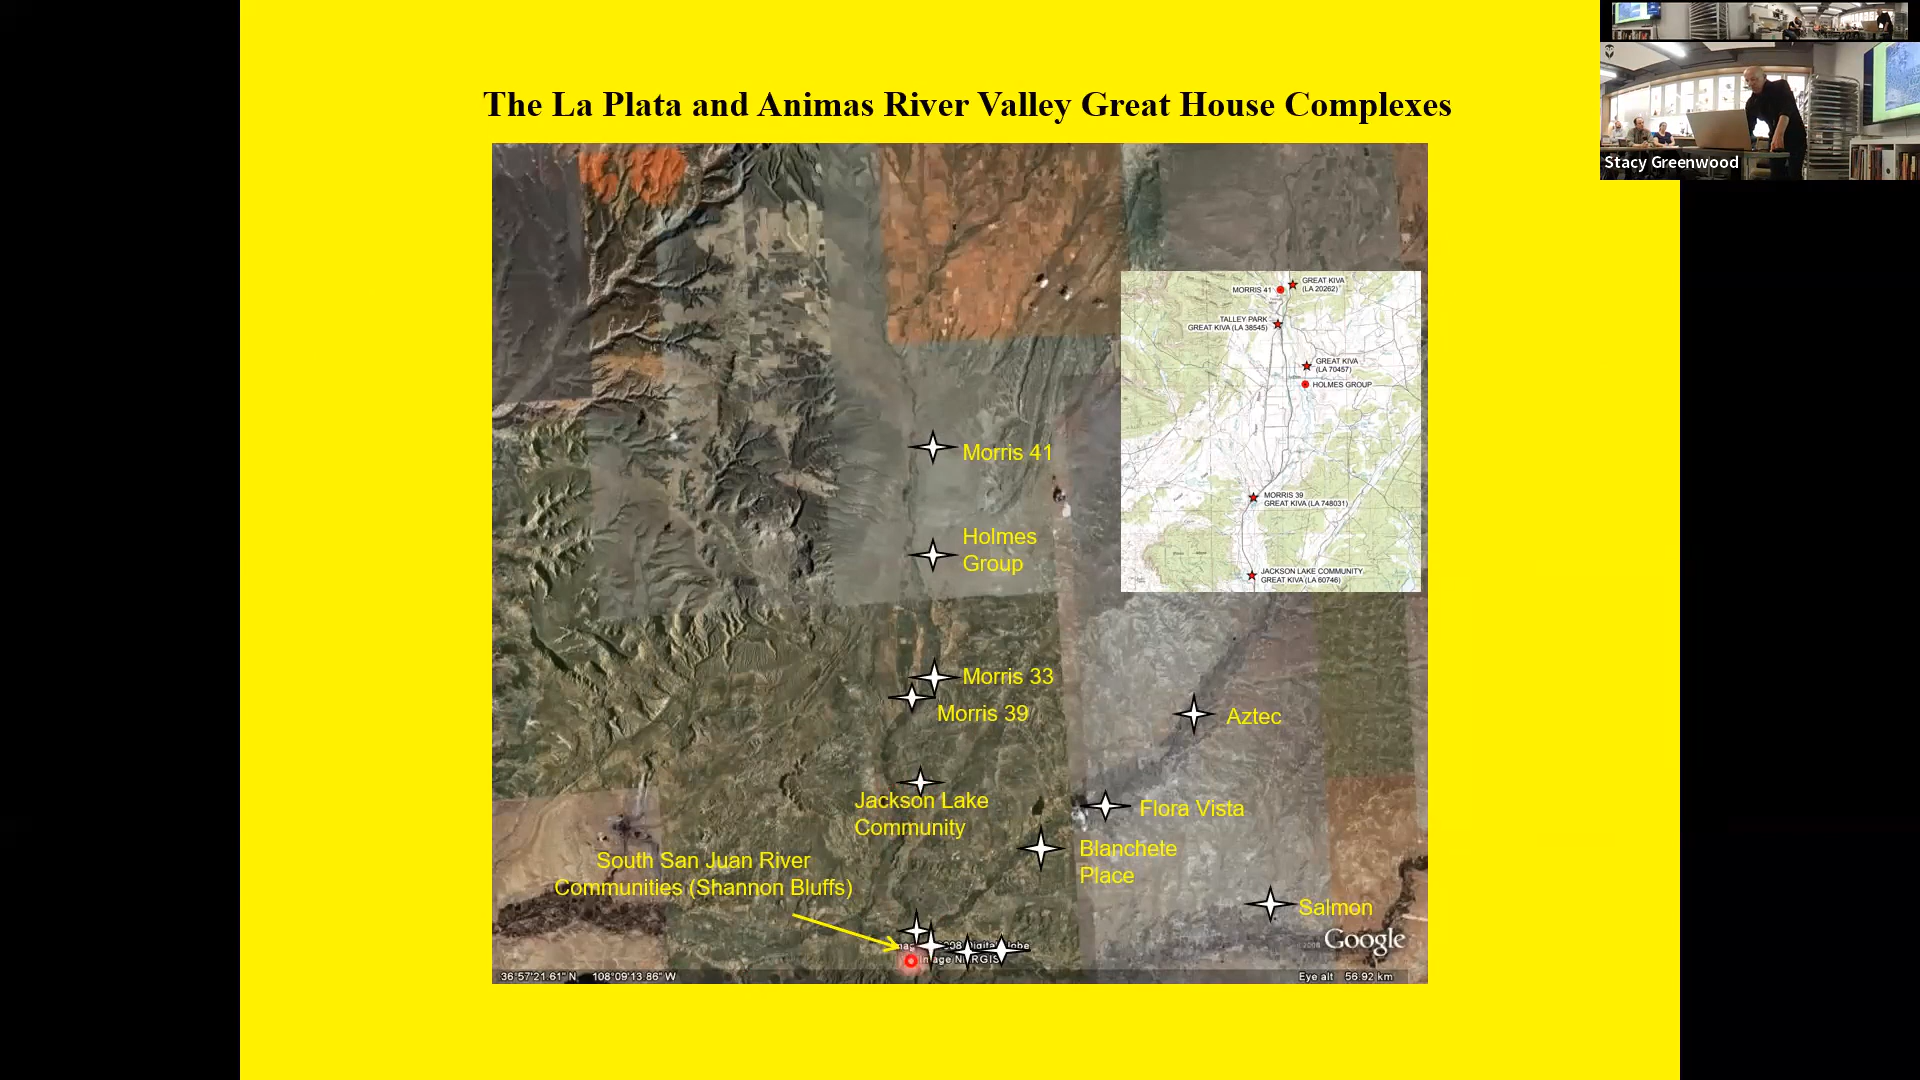 The La Plata and Animas River Valley Great House Complexes
Stacy Greenwood
MORRIS 41
GREAT KIVA
(LA 20262)
TALLEY PARK
GREAT KIVA (LA 38545)
GREAT KIVA
(LA 70457)
HOLMES GROUP
MORRIS 39
GREAT KIVA (LA 748031)
JACKSON LAKE COMMUNITY
GREAT KIVA (LA 60746)
Morris 41
Holmes
Group
Morris 33
Morris 39
Aztec
Jackson Lake
Community
Flora Vista
Blanchete
Place
South San Juan River
Communities (Shannon Bluffs)
Salmon
Google
36°57'21.61" N 108°09'13.86" W
Eye alt 56.92 km